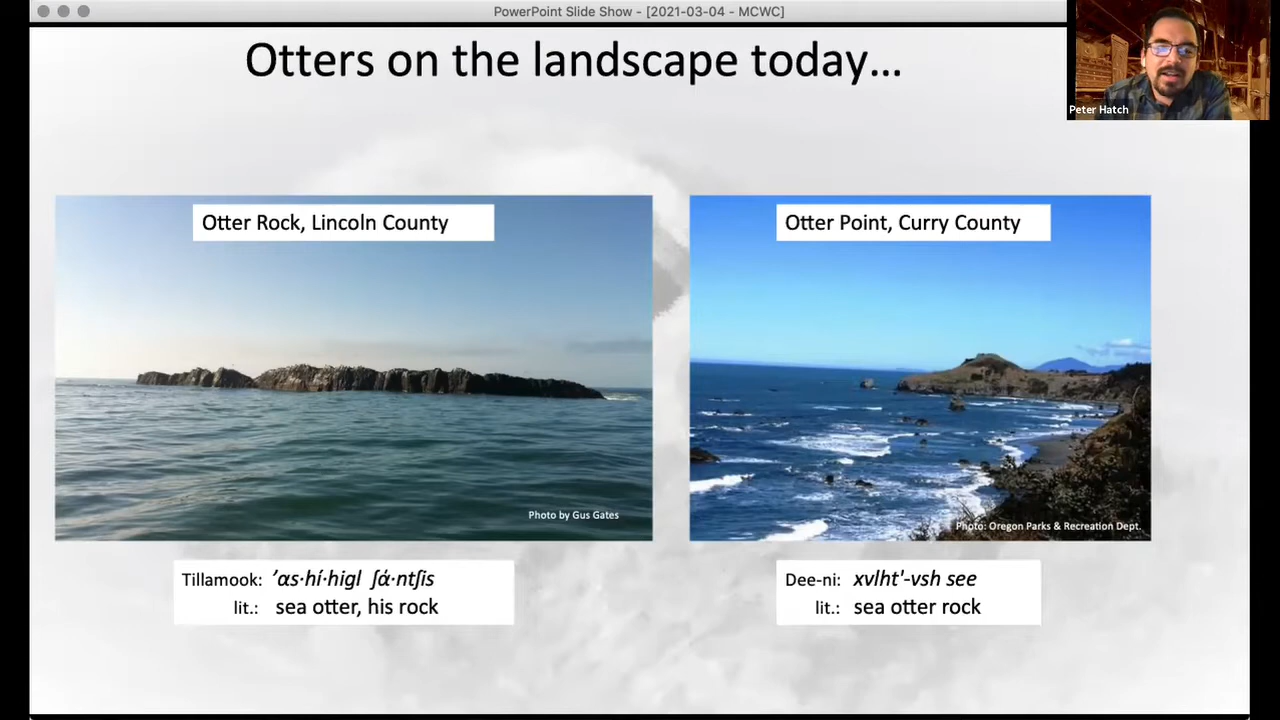 PowerPoint Slide Show - [2021-03-04 - MCWC]
Otters on the landscape today…
Peter Hatch
Otter Rock, Lincoln County
Otter Point, Curry County
Photo by Gus Gates
Photo: Oregon Parks & Recreation Dept.
Tillamook: ’αs·hí·higl ʃά·ntʃis
lit.: sea otter, his rock
Dee-ni: xvlht'-vsh see
lit.: sea otter rock